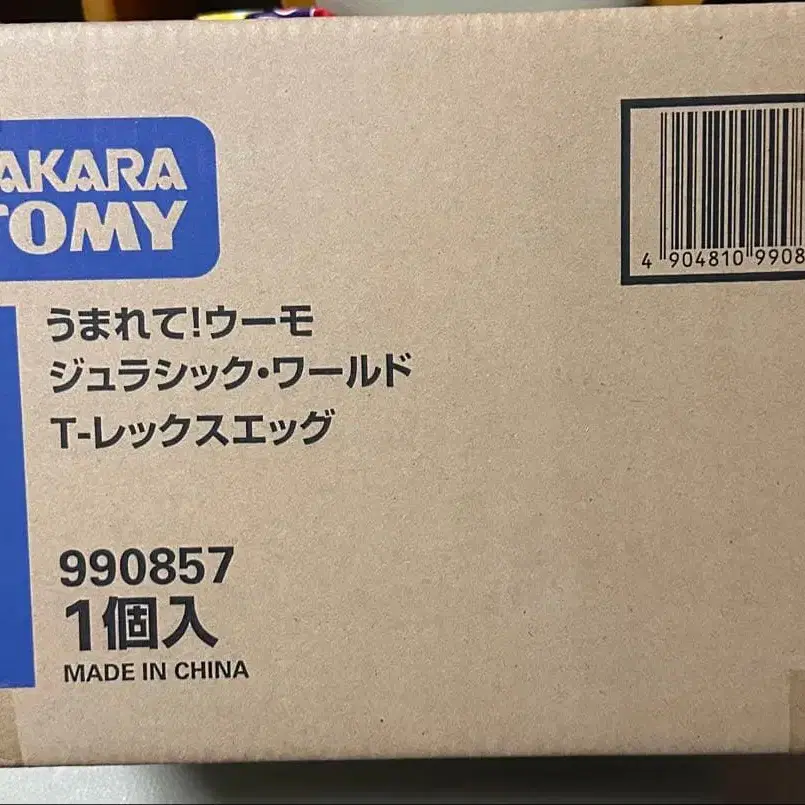 AKARA
TOMY
4 904810 9908
うまれて!ウーモ
ジュラシック・ワールド
T-レックスエッグ
990857
1個入
MADE IN CHINA